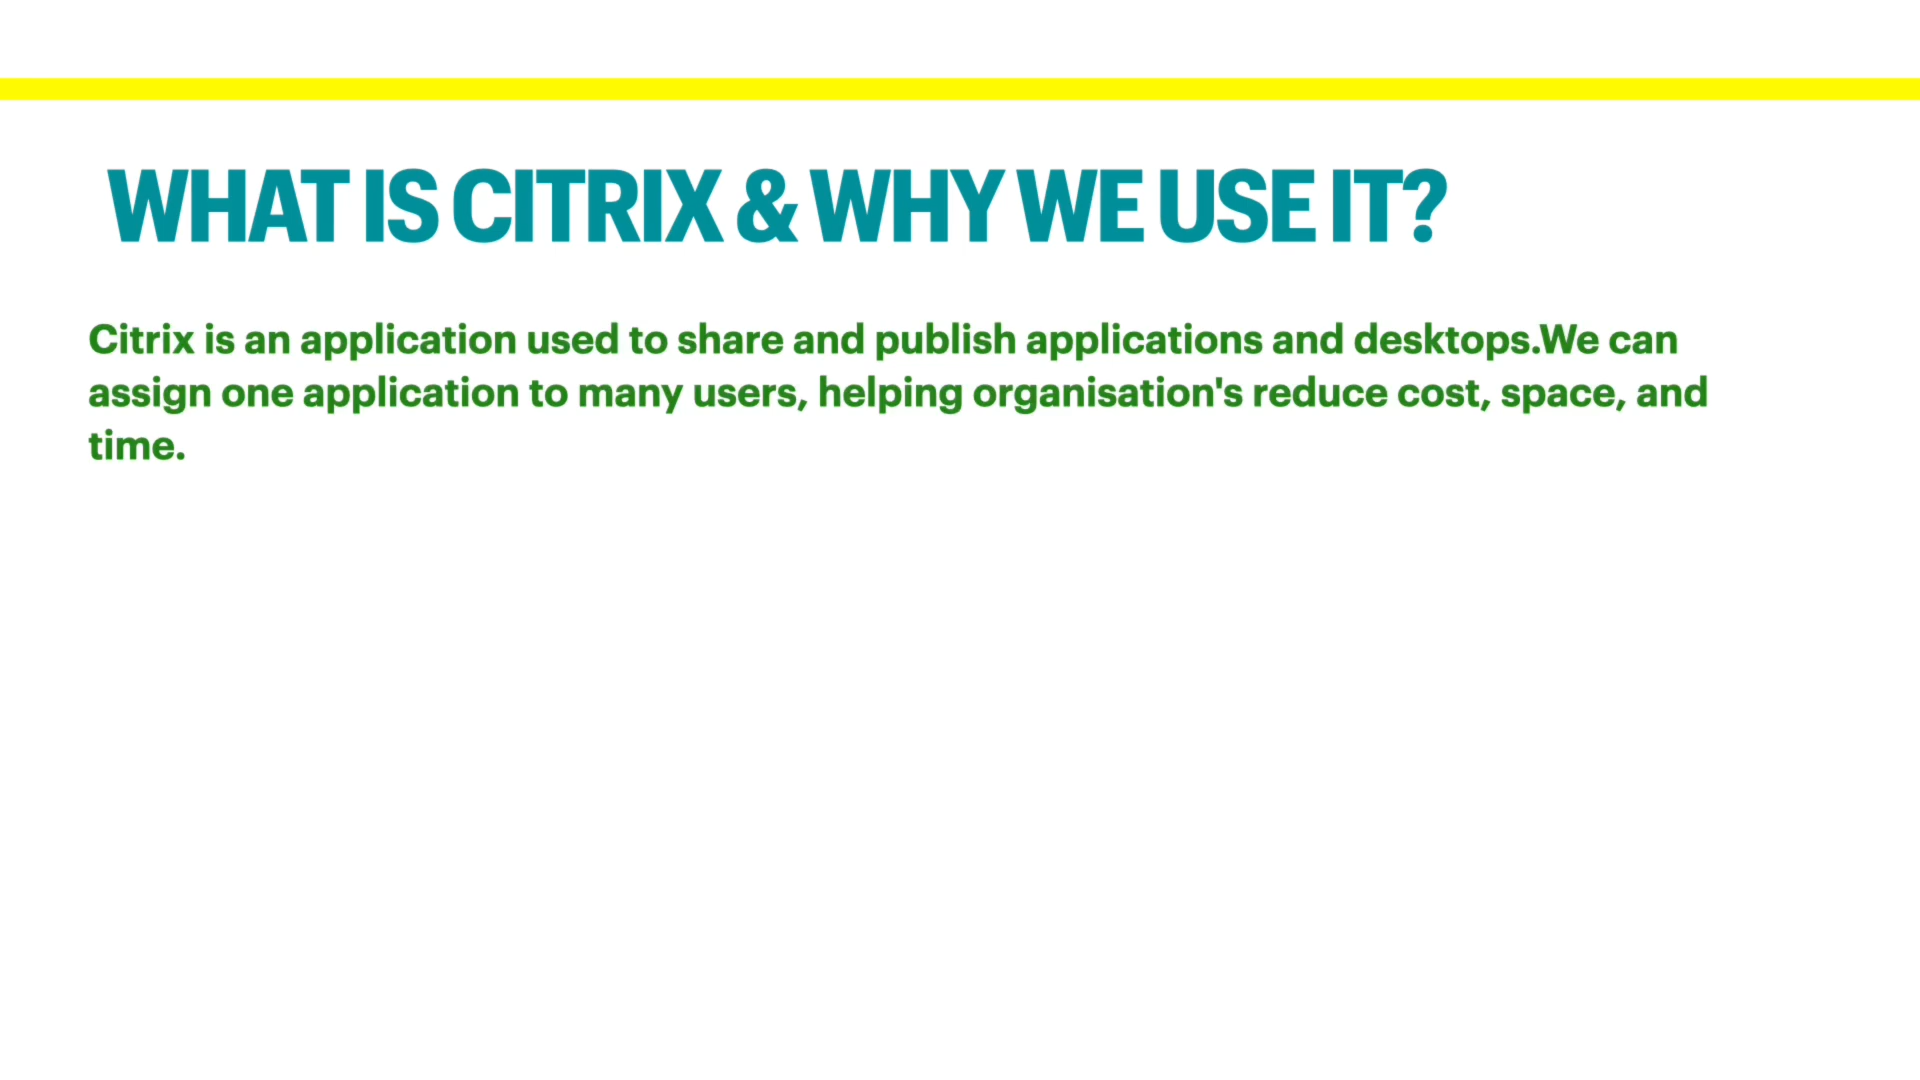 WHAT IS CITRIX & WHY WE USE IT?
Citrix is an application used to share and publish applications and desktops.We can
assign one application to many users, helping organisation's reduce cost, space, and
time.